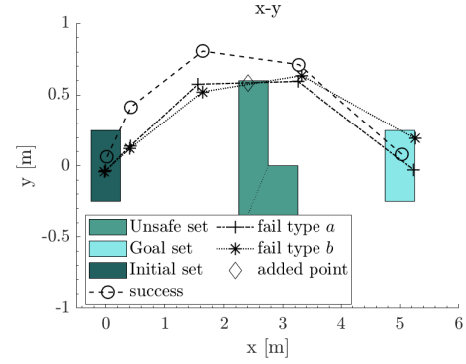 x-y
1
0.5
0
-0.5
-1
y [m]
Unsafe set
fail type a
Goal set
fail type b
Initial set
added point
success
0 1 2 3 4 5 6
x [m]